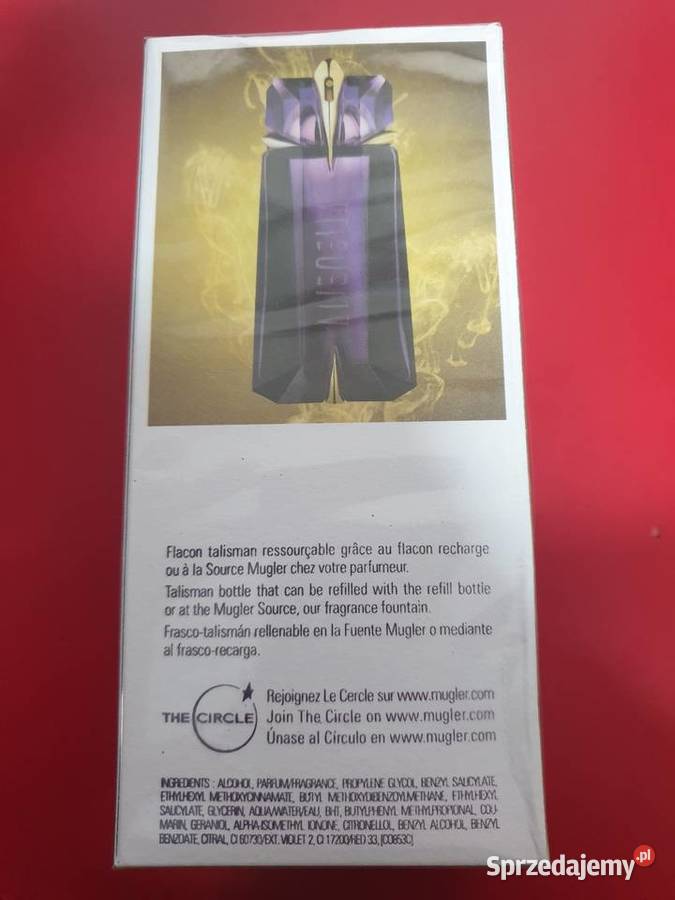 Flacon talisman ressourçable grâce au flacon recharge
ou à la Source Mugler chez votre parfumeur.
Talisman bottle that can be refilled with the refill bottle
or at the Mugler Source, our fragrance fountain.
Frasco-talismán rellenable en la Fuente Mugler o mediante
al frasco-recarga.
THE CIRCLE
Rejoignez Le Cercle sur www.mugler.com
Join The Circle on www.mugler.com
Únase al Círculo en www.mugler.com
INGREDIENTS : ALCOHOL, PARFUM/FRAGRANCE, PROPYLENE GLYCOL, BENZYL SALICYLATE,
ETHYLHEXYL METHOXYCINNAMATE, BUTYL METHOXYDIBENZOYLMETHANE, ETHYLHEXYL
SALICYLATE, GLYCERIN, AQUA/WATER/EAU, BHT, BUTYLPHENYL METHYLPROPIONAL, COU-
MARIN, GERANIOL, ALPHA-ISOMETHYL IONONE, CITRONELLOL, BENZYL ALCOHOL, BENZYL
BENZOATE, CITRAL, CI 60730/EXT. VIOLET 2, CI 17200/RED 33, [C0853C]
Sprzedajemy.pl